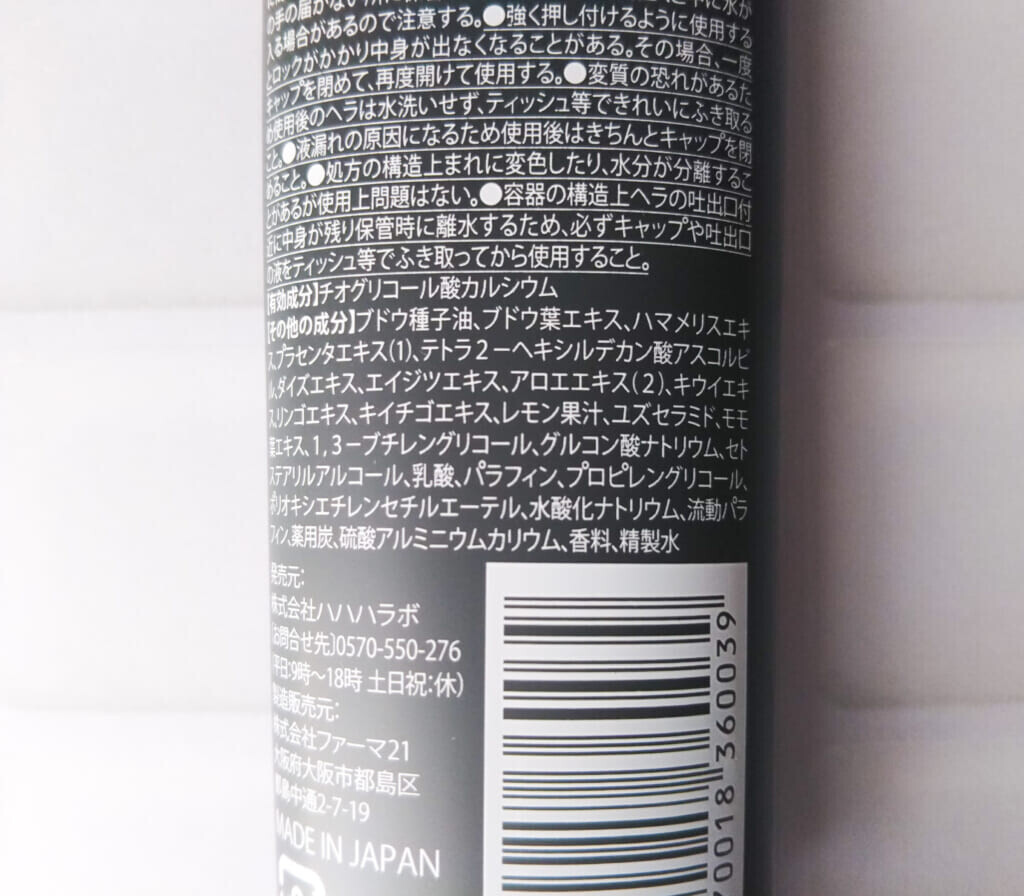 の手の届かない所に
入る場合があるので注意する。●強く押し付けるように使用する
とロックがかかり中身が出なくなることがある。その場合、一度
キャップを閉めて、再度開けて使用する。●変質の恐れがあるた
め使用後のヘラは水洗いせず、ティッシュ等できれいにふき取る
こと。●液漏れの原因になるため使用後はきちんとキャップを閉
めること。●処方の構造上まれに変色したり、水分が分離するこ
とがあるが使用上問題はない。●容器の構造上ヘラの吐出口付
近に中身が残り保管時に離水するため、必ずキャップや吐出口
の液をティッシュ等でふき取ってから使用すること。
【有効成分】チオグリコール酸カルシウム
【その他の成分】ブドウ種子油、ブドウ葉エキス、ハマメリスエキ
ス、プラセンタエキス(1)、テトラ2-ヘキシルデカン酸アスコルビ
ル、ダイズエキス、エイジツエキス、アロエエキス(2)、キウイエキ
ス、リンゴエキス、キイチゴエキス、レモン果汁、ユズセラミド、モモ
葉エキス、1,3-ブチレングリコール、グルコン酸ナトリウム、セト
ステアリルアルコール、乳酸、パラフィン、プロピレングリコール、
ポリオキシエチレンセチルエーテル、水酸化ナトリウム、流動パラ
フィン、薬用炭、硫酸アルミニウムカリウム、香料、精製水
発売元:
株式会社ハハハラボ
〔お問合せ先〕0570-550-276
(平日:9時～18時 土日祝:休)
製造販売元:
株式会社ファーマ21
大阪府大阪市都島区
都島中通2-7-19
MADE IN JAPAN
70018 360039